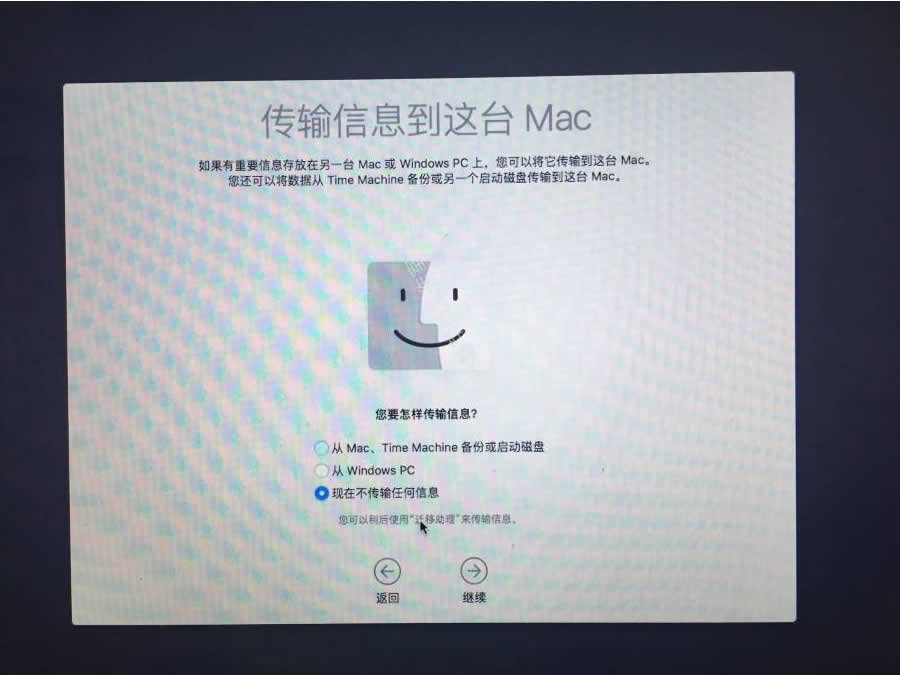 传输信息到这台 Mac
如果有重要信息存放在另一台 Mac 或 Windows PC 上，您可以将它传输到这台 Mac。
您还可以将数据从 Time Machine 备份或另一个启动磁盘传输到这台 Mac。
您要怎样传输信息？
从 Mac、Time Machine 备份或启动磁盘
从 Windows PC
现在不传输任何信息
您可以稍后使用“迁移助理”来传输信息。
返回
继续